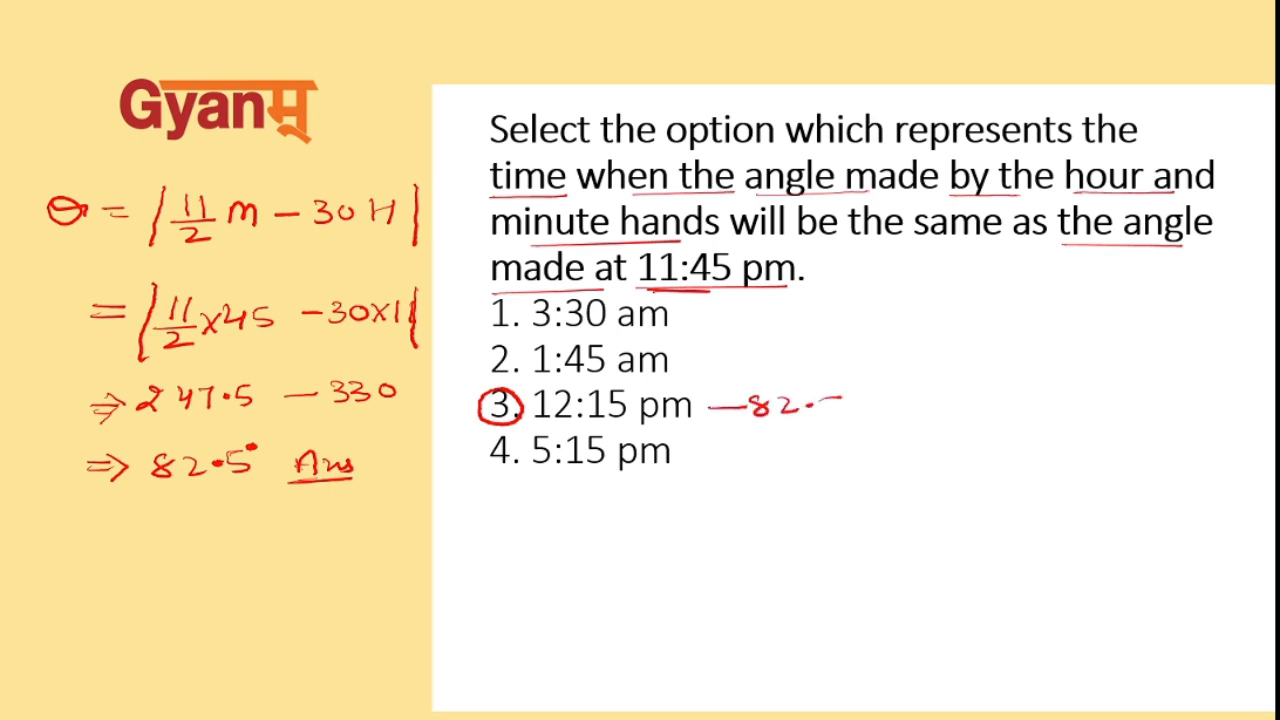 Gyanम्
θ = |11/2 m - 30H|
= |11/2 x 45 - 30x11|
⇒ 247.5 - 330
⇒ 82.5° Ans
Select the option which represents the
time when the angle made by the hour and
minute hands will be the same as the angle
made at 11:45 pm.
1. 3:30 am
2. 1:45 am
3. 12:15 pm — 82.
4. 5:15 pm